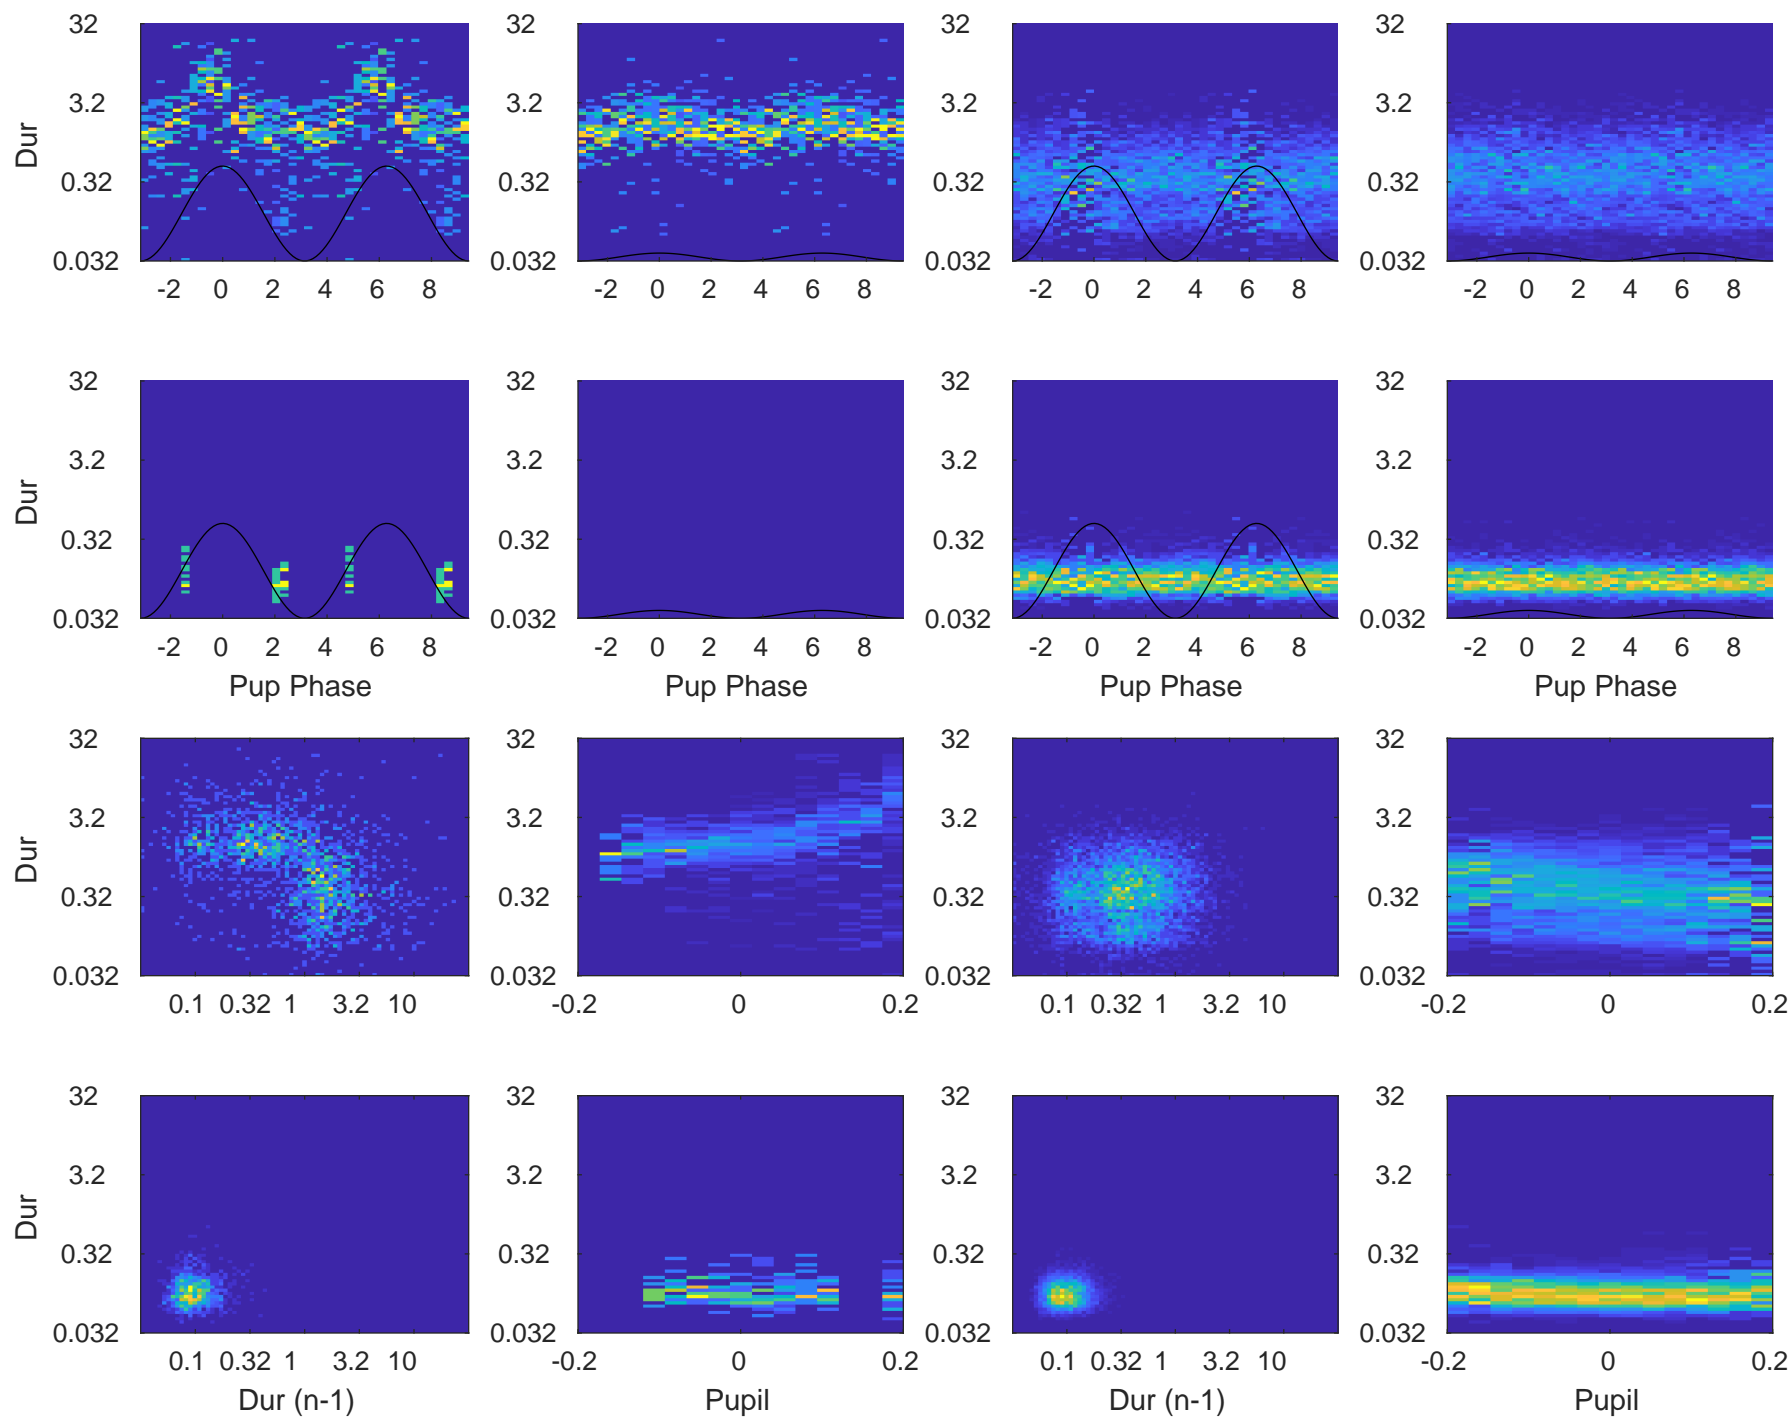 32 32 32 32
3.2 3.2 3.2 3.2
Dur
0.32 0.32 0.32 0.32
0.032 0.032 0.032 0.032
-2 0 2 4 6 8 -2 0 2 4 6 8 -2 0 2 4 6 8 -2 0 2 4 6 8
32 32 32 32
3.2 3.2 3.2 3.2
Dur
0.32 0.32 0.32 0.32
0.032 0.032 0.032 0.032
-2 0 2 4 6 8 -2 0 2 4 6 8 -2 0 2 4 6 8 -2 0 2 4 6 8
Pup Phase Pup Phase Pup Phase Pup Phase
32 32 32 32
3.2 3.2 3.2 3.2
Dur
0.32 0.32 0.32 0.32
0.032 0.032 0.032 0.032
0.1 0.32 1 3.2 10 -0.2 0 0.2 0.1 0.32 1 3.2 10 -0.2 0 0.2
32 32 32 32
3.2 3.2 3.2 3.2
Dur
0.32 0.32 0.32 0.32
0.032 0.032 0.032 0.032
0.1 0.32 1 3.2 10 -0.2 0 0.2 0.1 0.32 1 3.2 10 -0.2 0 0.2
Dur (n-1) Pupil Dur (n-1) Pupil